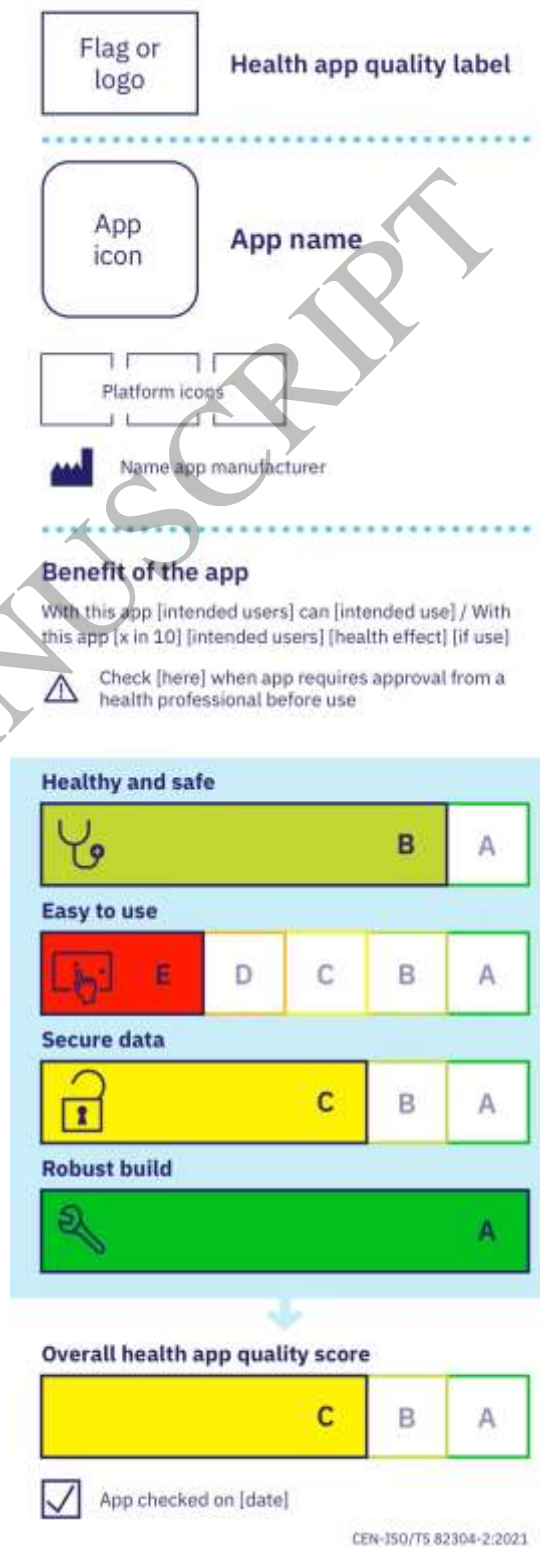 Flag or
logo
Health app quality label
App
icon
App name
Platform icons
Name app manufacturer
Benefit of the app
With this app [intended users] can [intended use] / With
this app [x in 10] [intended users] [health effect] [if use]
Check [here] when app requires approval from a
health professional before use
Healthy and safe
B A
Easy to use
E D C B A
Secure data
C B A
Robust build
A
Overall health app quality score
C B A
App checked on [date]
CEN-ISO/TS 82304-2:2021
NUSCRIPT